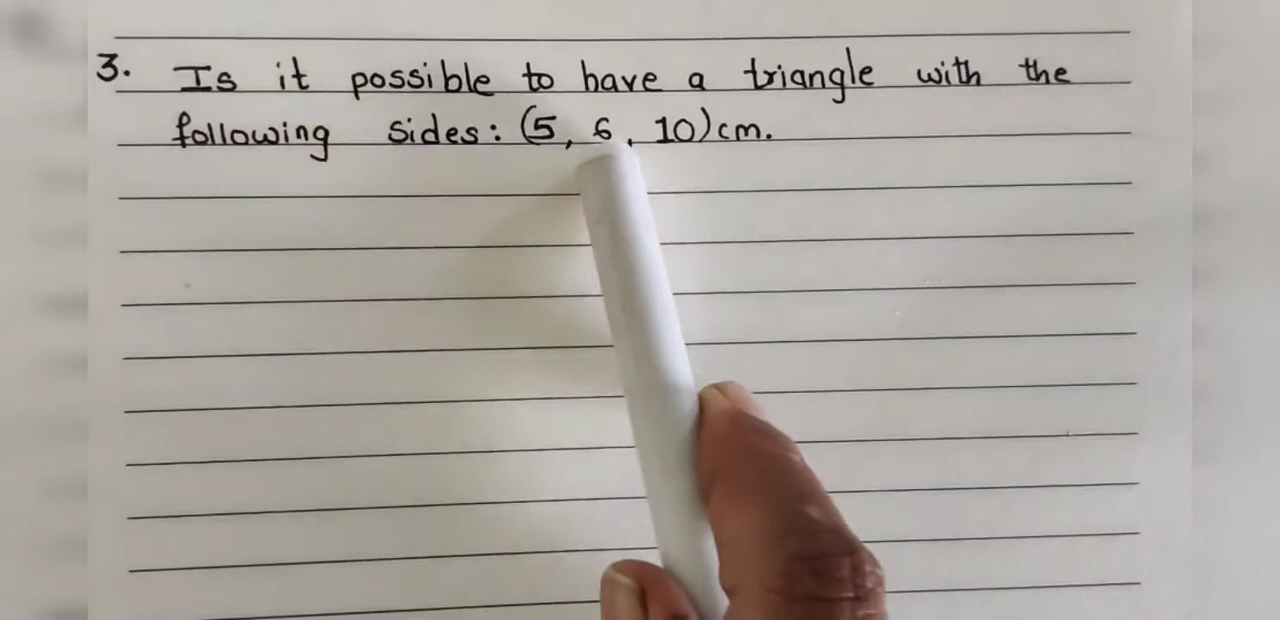 3. Is it possible to have a triangle with the
following sides: (5, 6, 10)cm.